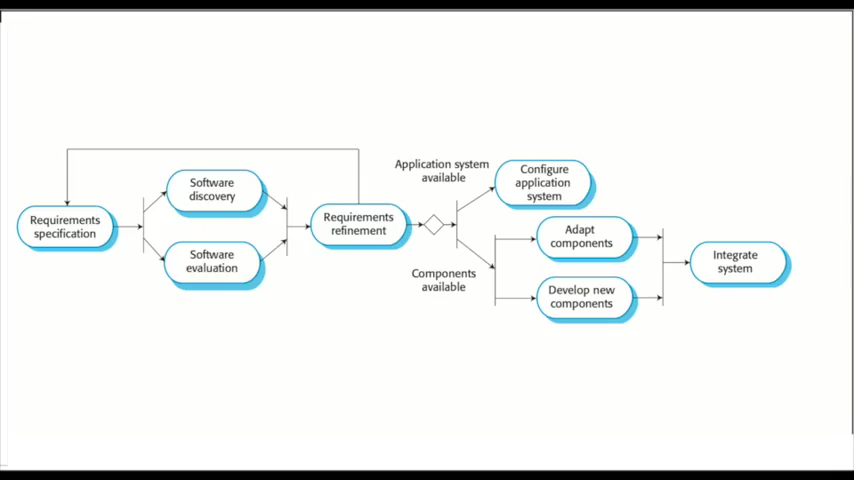 Requirements
specification
Software
discovery
Software
evaluation
Requirements
refinement
Application system
available
Configure
application
system
Components
available
Adapt
components
Develop new
components
Integrate
system